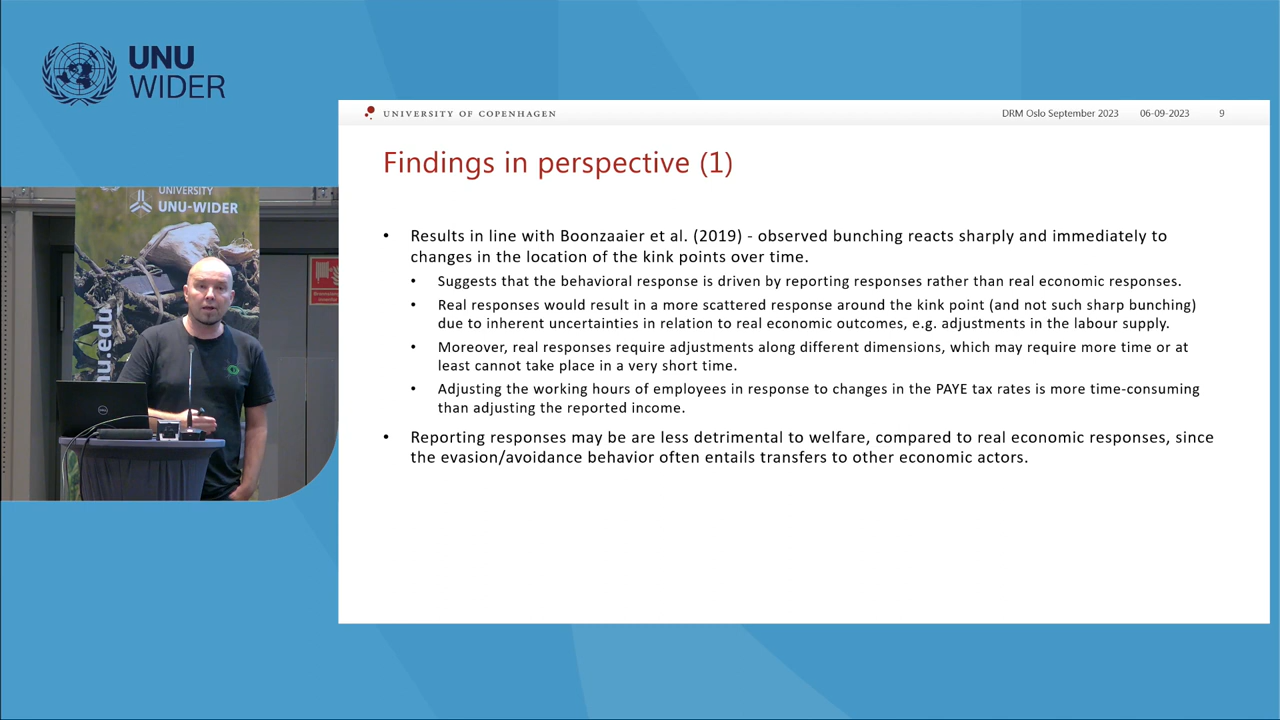 UNU
WIDER
UNIVERSITY OF COPENHAGEN
DRM Oslo September 2023 06-09-2023 9
Findings in perspective (1)
• Results in line with Boonzaaier et al. (2019) - observed bunching reacts sharply and immediately to
changes in the location of the kink points over time.
• Suggests that the behavioral response is driven by reporting responses rather than real economic responses.
• Real responses would result in a more scattered response around the kink point (and not such sharp bunching)
due to inherent uncertainties in relation to real economic outcomes, e.g. adjustments in the labour supply.
• Moreover, real responses require adjustments along different dimensions, which may require more time or at
least cannot take place in a very short time.
• Adjusting the working hours of employees in response to changes in the PAYE tax rates is more time-consuming
than adjusting the reported income.
• Reporting responses may be are less detrimental to welfare, compared to real economic responses, since
the evasion/avoidance behavior often entails transfers to other economic actors.
UNIVERSITY
UNU-WIDER
nu.edu
DELL